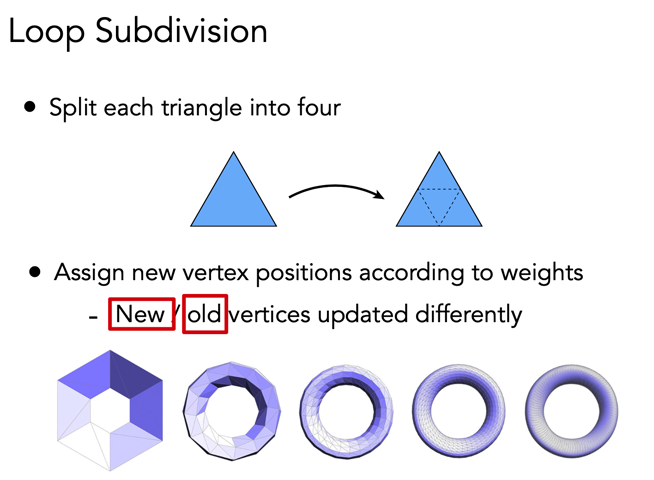 Loop Subdivision
• Split each triangle into four
• Assign new vertex positions according to weights
- New / old vertices updated differently